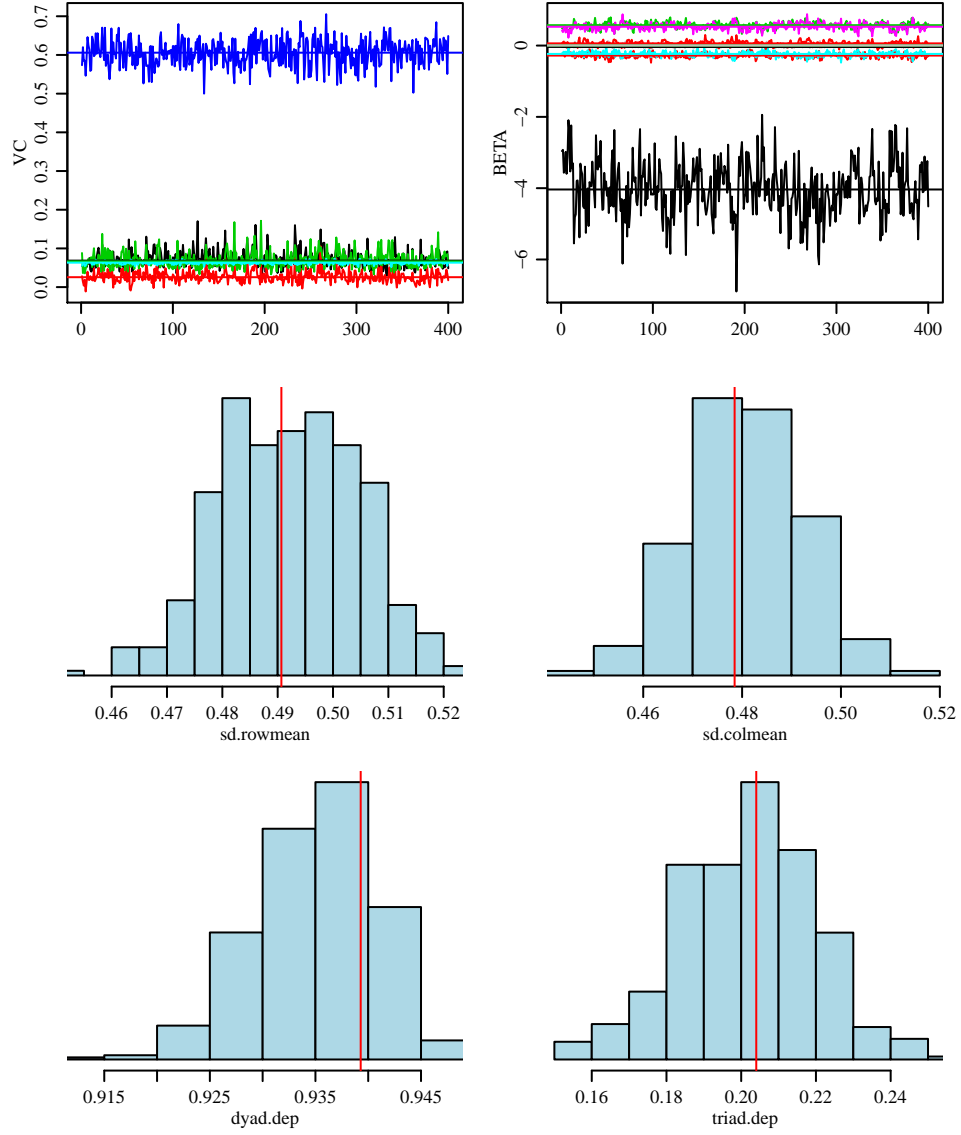 VC
0.0 0.1 0.2 0.3 0.4 0.5 0.6 0.7
0 100 200 300 400
BETA
−6 −4 −2 0
0 100 200 300 400
0.46 0.47 0.48 0.49 0.50 0.51 0.52
sd.rowmean
0.46 0.48 0.50 0.52
sd.colmean
0.915 0.925 0.935 0.945
dyad.dep
0.16 0.18 0.20 0.22 0.24
triad.dep